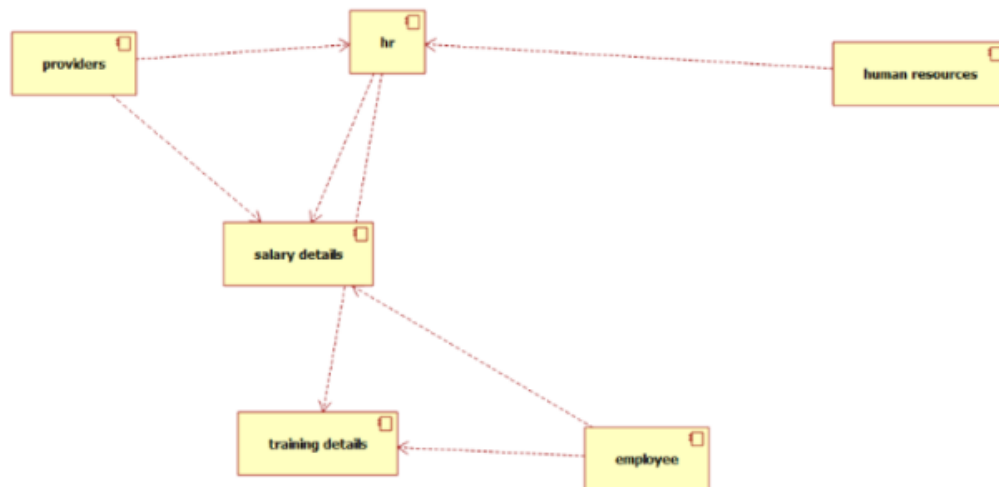 hr
providers
human resources
salary details
training details
employee